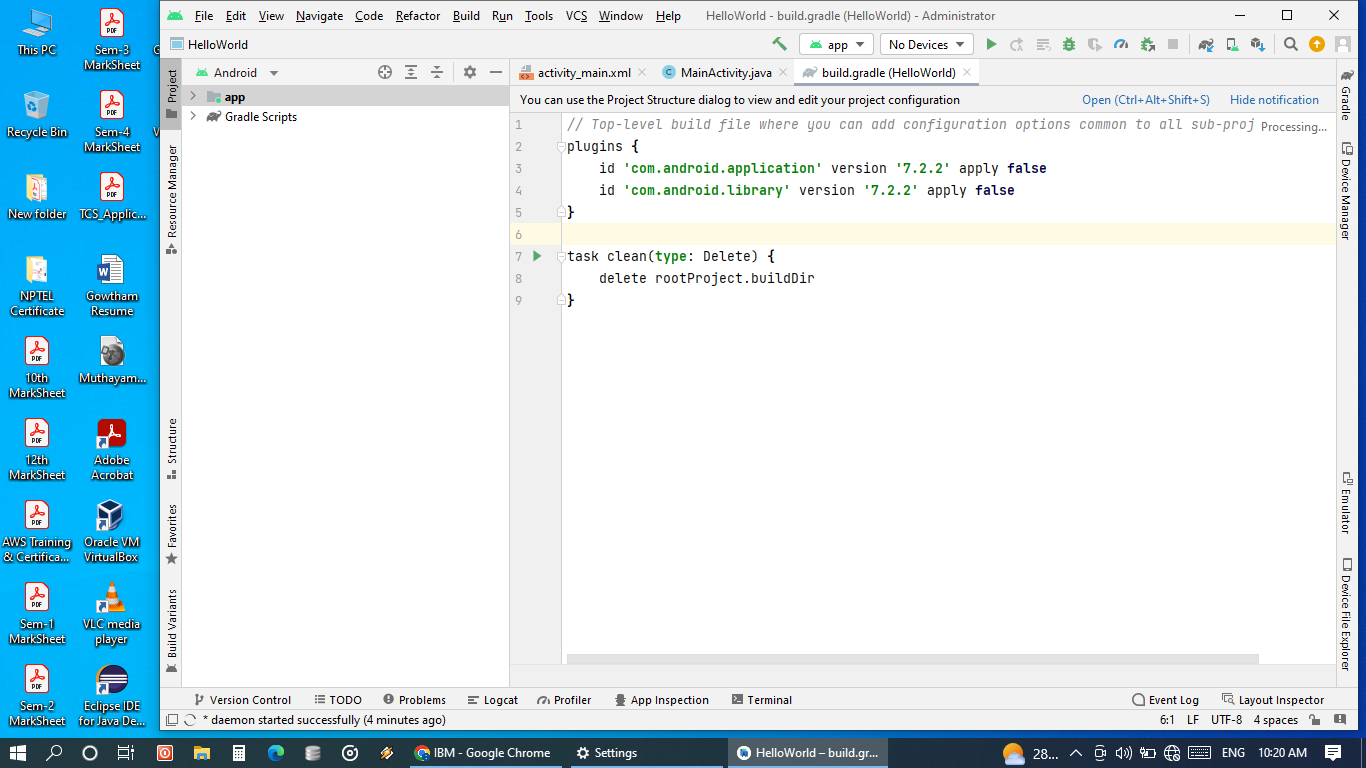 This PC
Sem-3
MarkSheet
Recycle Bin
Sem-4
MarkSheet
New folder
TCS_Applic...
NPTEL
Certificate
Gowtham
Resume
10th
MarkSheet
Muthayam...
12th
MarkSheet
Adobe
Acrobat
AWS Training
& Certifica...
Oracle VM
VirtualBox
Sem-1
MarkSheet
VLC media
player
Sem-2
MarkSheet
Eclipse IDE
for Java De...
File Edit View Navigate Code Refactor Build Run Tools VCS Window Help HelloWorld - build.gradle (HelloWorld) - Administrator
HelloWorld app No Devices
Project
Resource Manager
Structure
Favorites
Build Variants
Android
app
Gradle Scripts
activity_main.xml MainActivity.java build.gradle (HelloWorld)
You can use the Project Structure dialog to view and edit your project configuration Open (Ctrl+Alt+Shift+S) Hide notification
1 // Top-level build file where you can add configuration options common to all sub-proj Processing...
2 plugins {
3 id 'com.android.application' version '7.2.2' apply false
4 id 'com.android.library' version '7.2.2' apply false
5 }
6
7 task clean(type: Delete) {
8 delete rootProject.buildDir
9 }
Gradle
Device Manager
Emulator
Device File Explorer
Version Control TODO Problems Logcat Profiler App Inspection Terminal Event Log Layout Inspector
* daemon started successfully (4 minutes ago) 6:1 LF UTF-8 4 spaces
IBM - Google Chrome Settings HelloWorld – build.gr... 28... ENG 10:20 AM